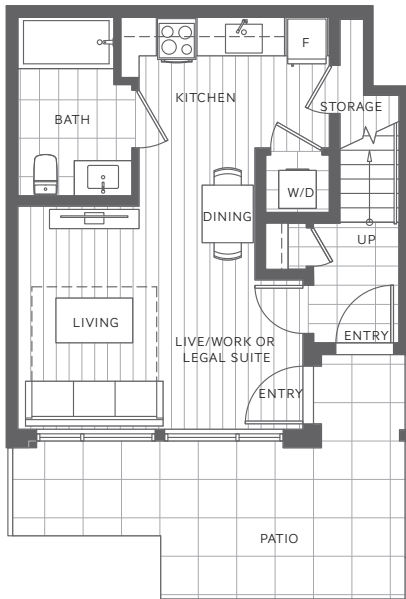 F
KITCHEN
STORAGE
BATH
W/D
DINING
UP
LIVING
LIVE/WORK OR
LEGAL SUITE
ENTRY
ENTRY
PATIO